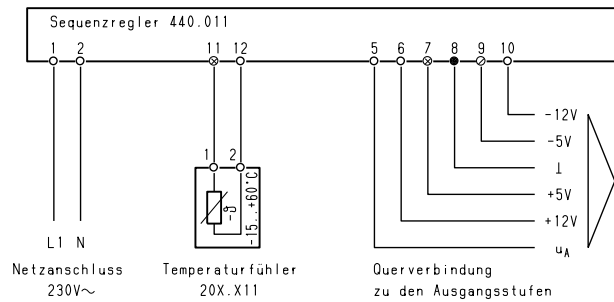 Sequenzregler 440.011
1 2 11 12 5 6 7 8 9 10
-12V
-5V
1 2
⊥
-15..+60°C
-ϑ
+5V
+12V
L1 N
uA
Netzanschluss
230V~
Temperaturfühler
20X.X11
Querverbindung
zu den Ausgangsstufen